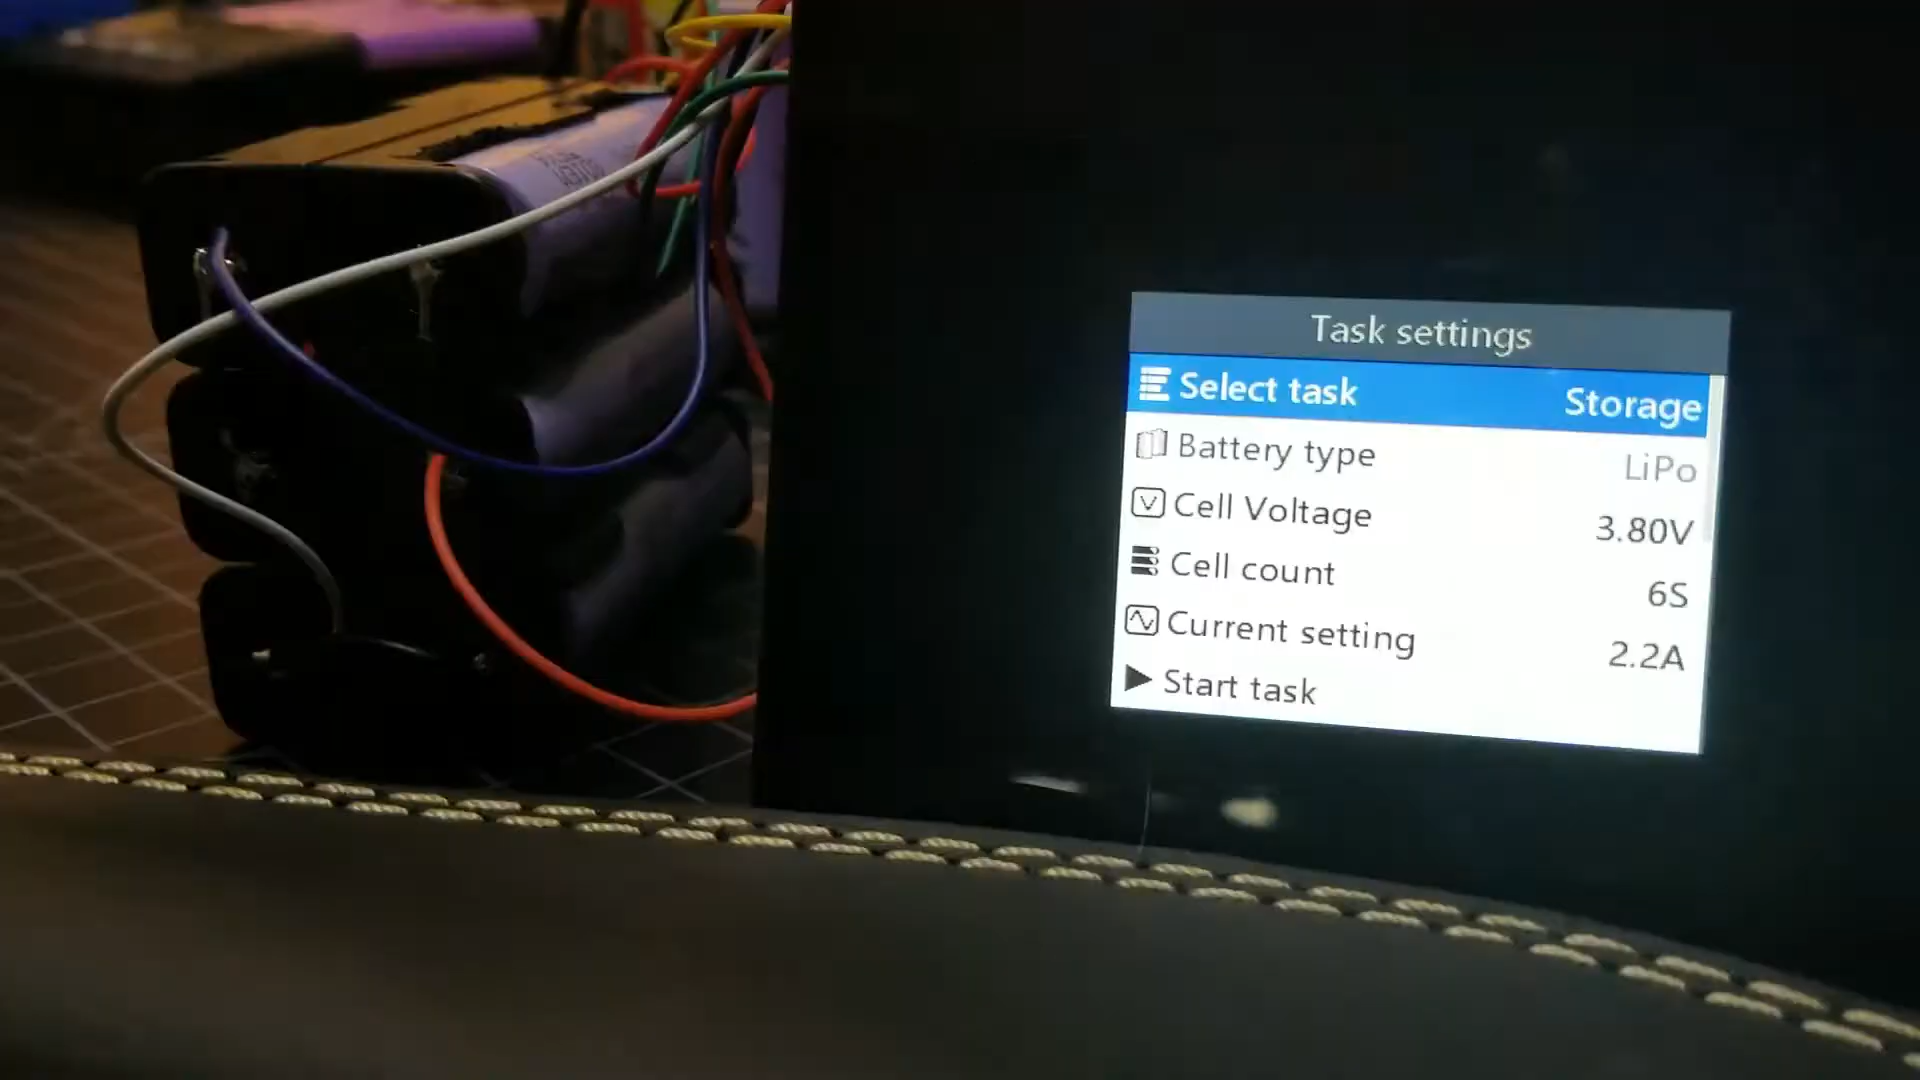 Task settings
Select task Storage
Battery type LiPo
Cell Voltage 3.80V
Cell count 6S
Current setting 2.2A
Start task